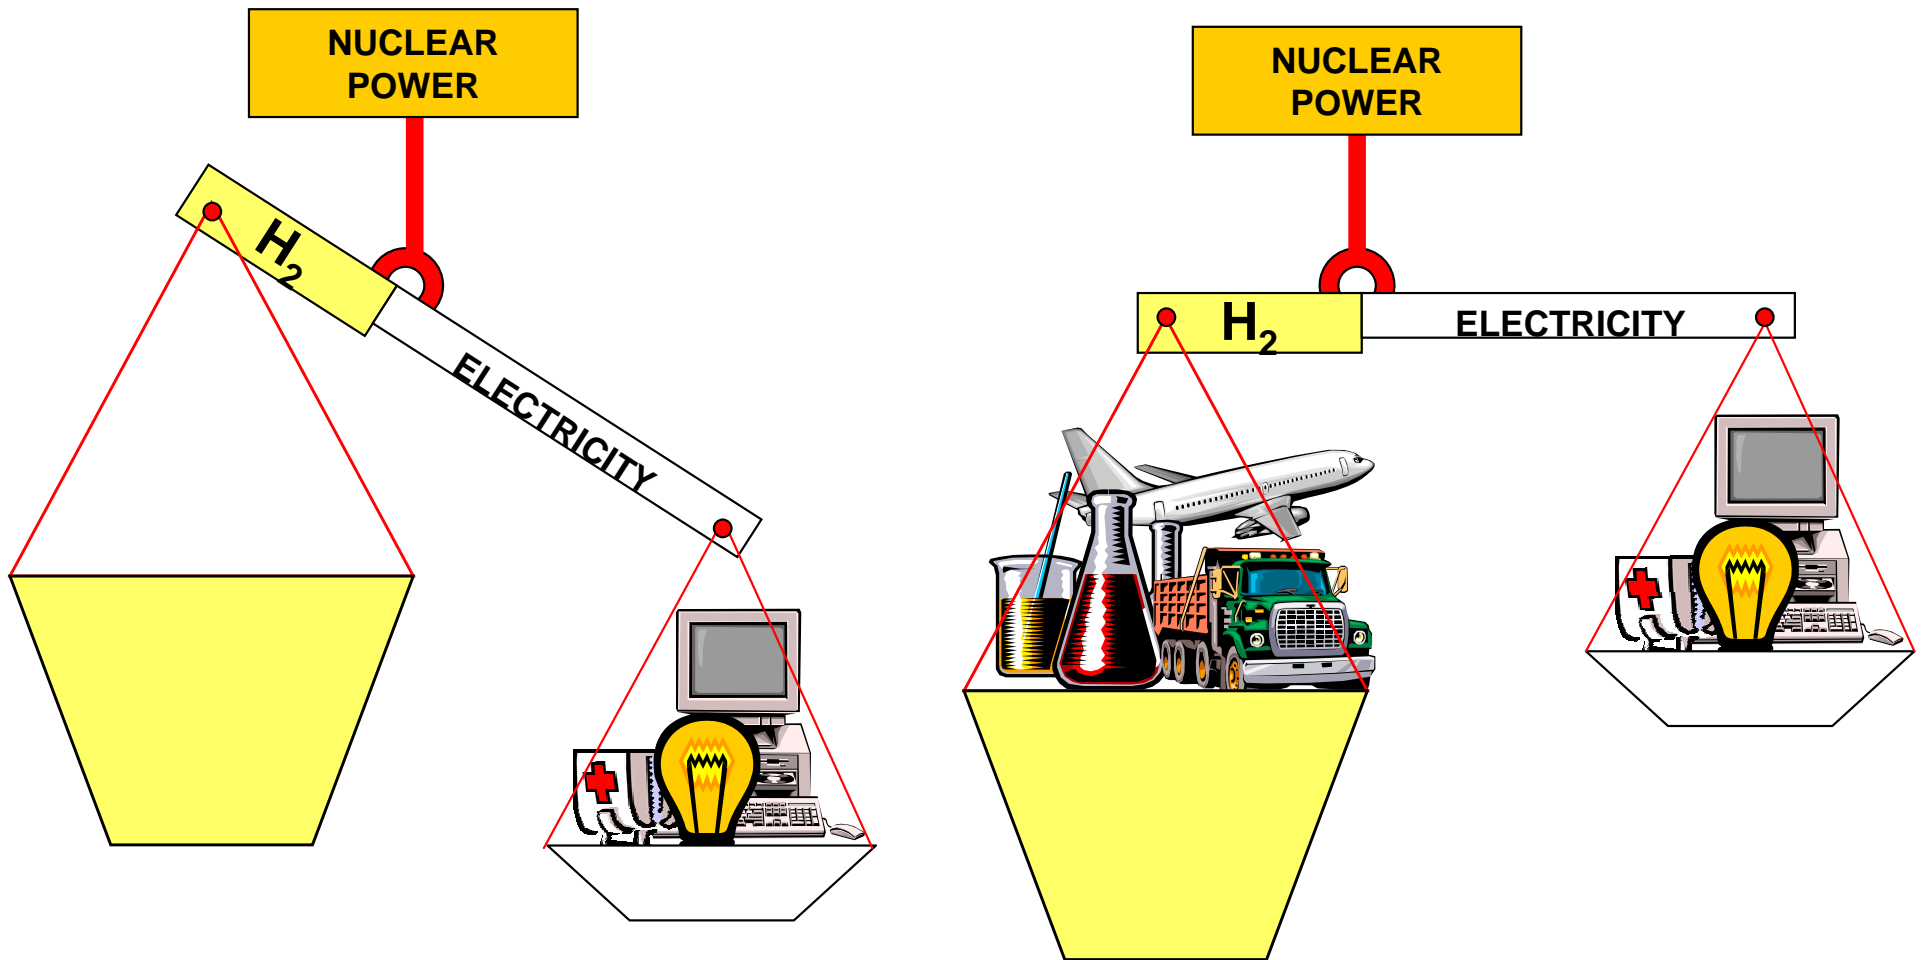 NUCLEAR
POWER
H₂
ELECTRICITY
NUCLEAR
POWER
H₂
ELECTRICITY